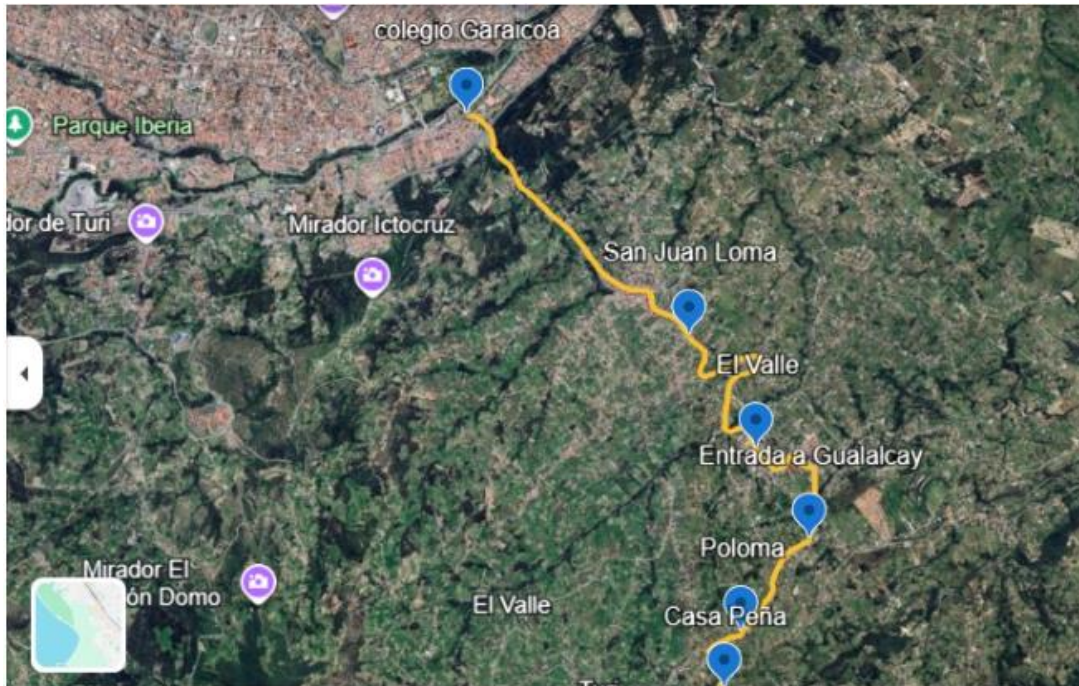 colegio Garaicoa
Parque Iberia
dor de Turi
Mirador Ictocruz
San Juan Loma
El Valle
Entrada a Gualalcay
Poloma
Mirador El
ón Domo
El Valle
Casa Peña